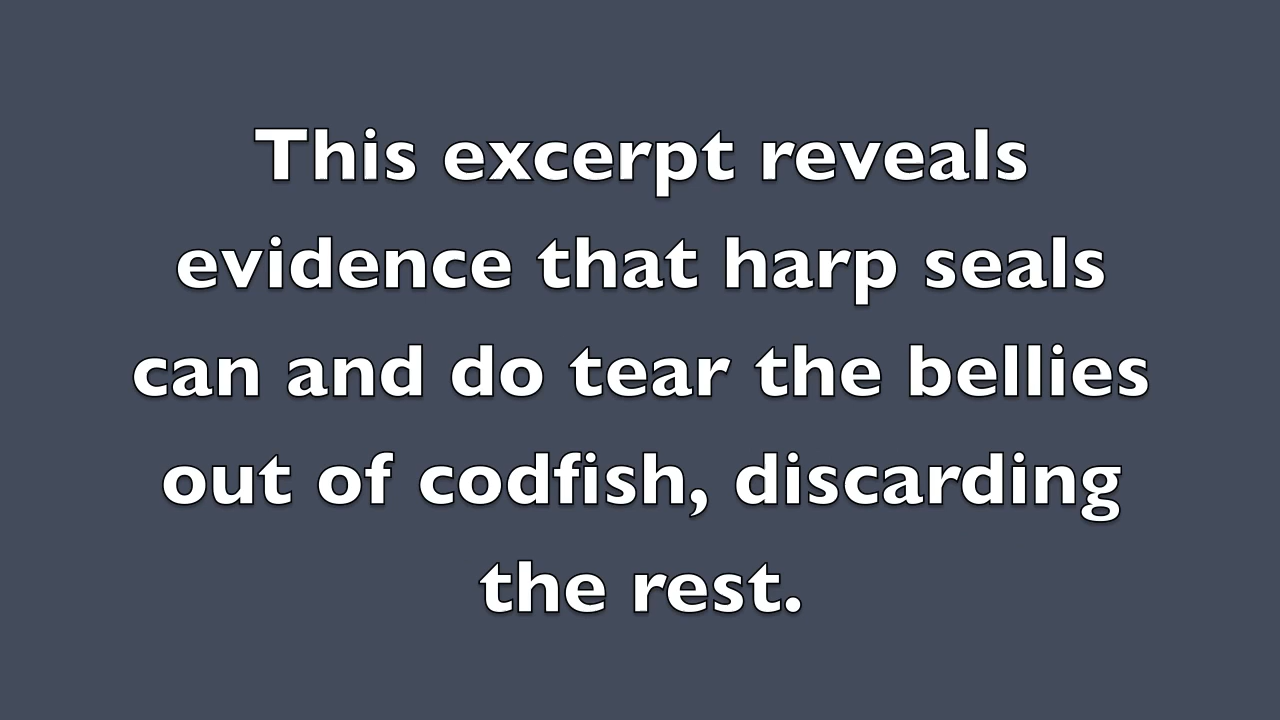 This excerpt reveals
evidence that harp seals
can and do tear the bellies
out of codfish, discarding
the rest.